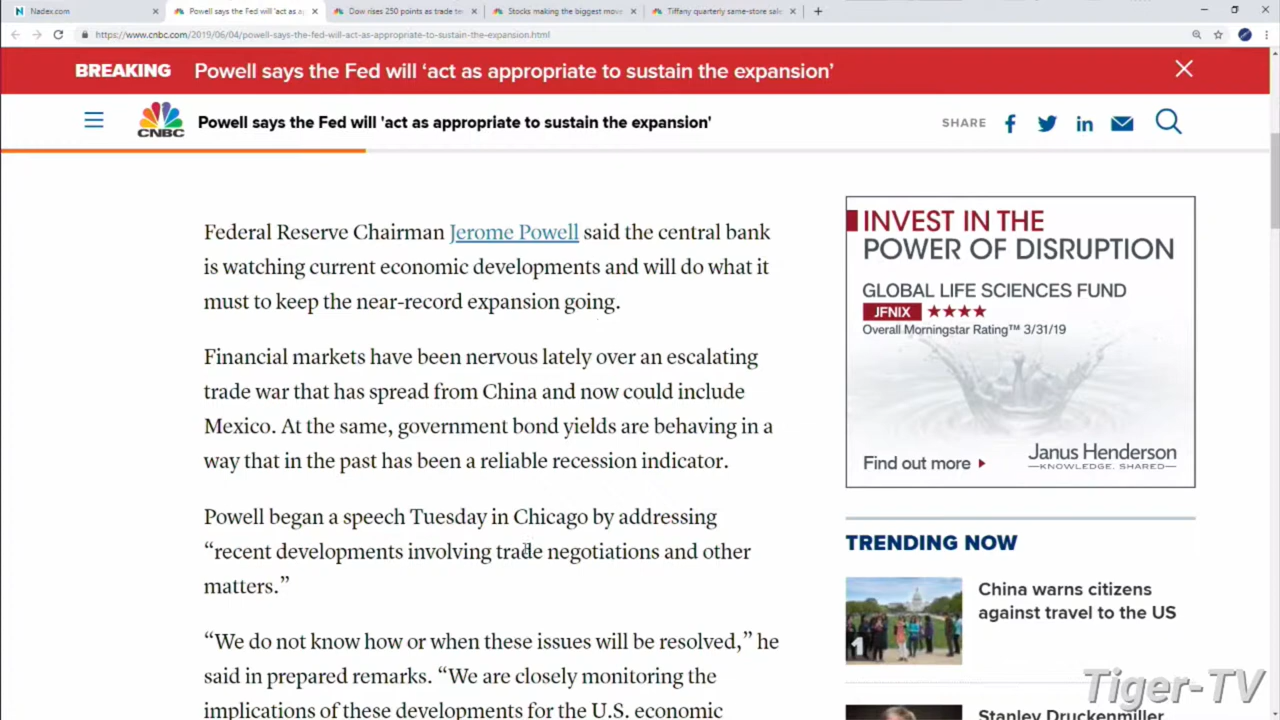 Nadex.com
Powell says the Fed will 'act as a
Dow rises 250 points as trade te
Stocks making the biggest move
Tiffany quarterly same-store sale
https://www.cnbc.com/2019/06/04/powell-says-the-fed-will-act-as-appropriate-to-sustain-the-expansion.html
BREAKING Powell says the Fed will ‘act as appropriate to sustain the expansion’
CNBC
Powell says the Fed will 'act as appropriate to sustain the expansion'
SHARE
Federal Reserve Chairman Jerome Powell said the central bank
is watching current economic developments and will do what it
must to keep the near-record expansion going.
Financial markets have been nervous lately over an escalating
trade war that has spread from China and now could include
Mexico. At the same, government bond yields are behaving in a
way that in the past has been a reliable recession indicator.
Powell began a speech Tuesday in Chicago by addressing
“recent developments involving trade negotiations and other
matters.”
“We do not know how or when these issues will be resolved,” he
said in prepared remarks. “We are closely monitoring the
implications of these developments for the U.S. economic
INVEST IN THE
POWER OF DISRUPTION
GLOBAL LIFE SCIENCES FUND
JFNIX ★★★★
Overall Morningstar Rating™ 3/31/19
Find out more
Janus Henderson
KNOWLEDGE. SHARED
TRENDING NOW
1
China warns citizens
against travel to the US
Stanley Druckenmiller
Tiger-TV